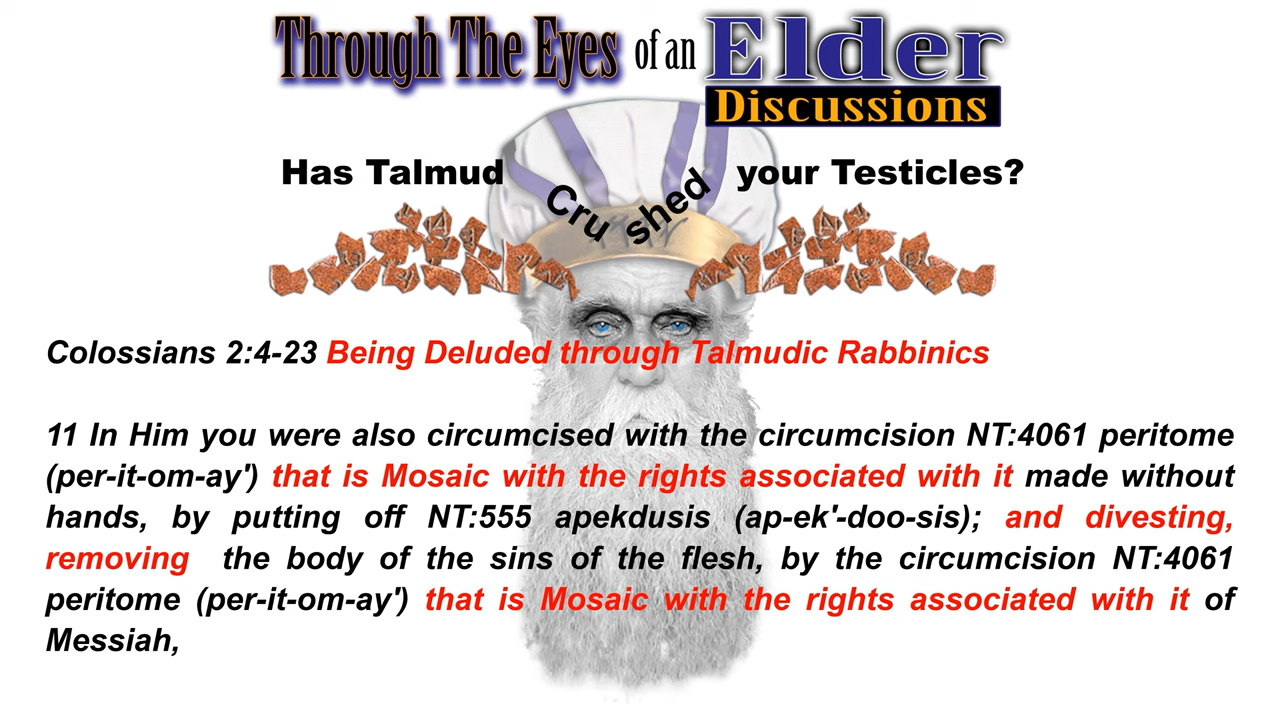 Through The Eyes of an Elder
Discussions
Has Talmud Crushed your Testicles?
Colossians 2:4-23 Being Deluded through Talmudic Rabbinics
11 In Him you were also circumcised with the circumcision NT:4061 peritome
(per-it-om-ay') that is Mosaic with the rights associated with it made without
hands, by putting off NT:555 apekdusis (ap-ek'-doo-sis); and divesting,
removing the body of the sins of the flesh, by the circumcision NT:4061
peritome (per-it-om-ay') that is Mosaic with the rights associated with it of
Messiah,